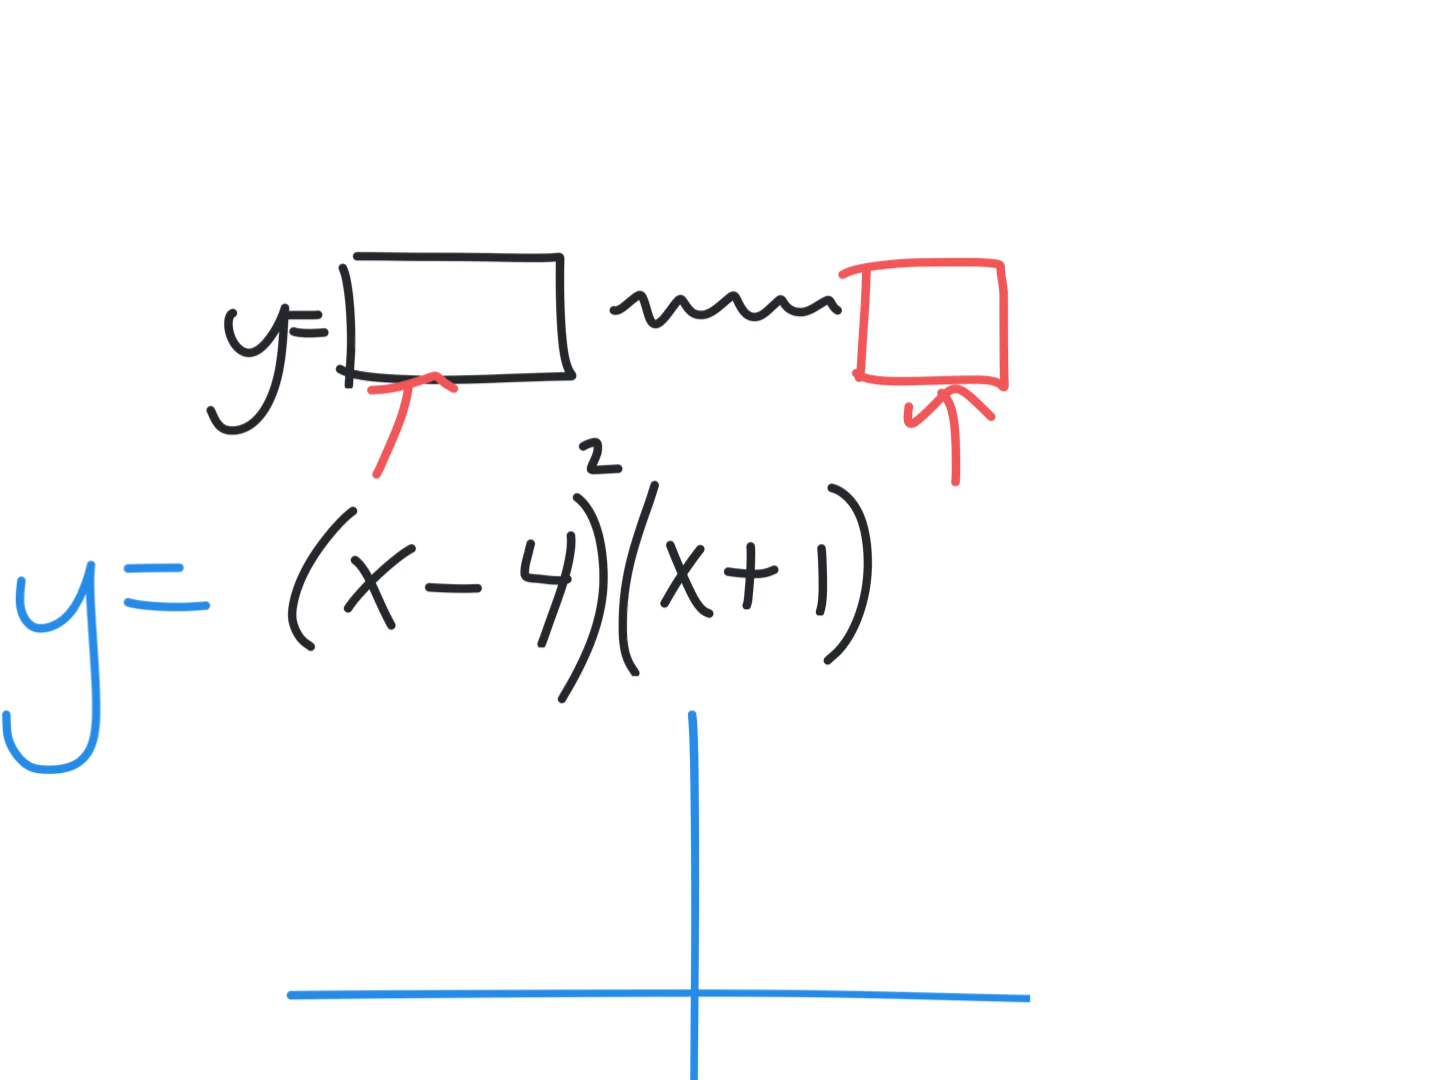 y=
y= (x-4)²(x+1)